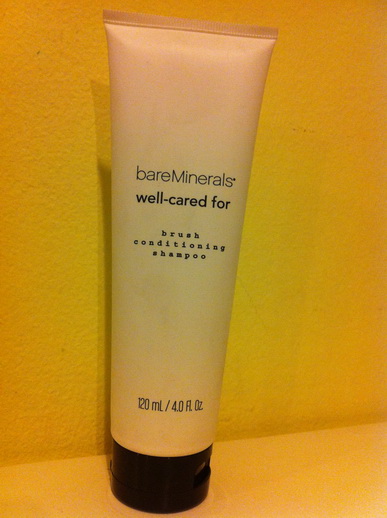 bareMinerals
well-cared for
brush
conditioning
shampoo
120 mL / 4.0 Fl. Oz.